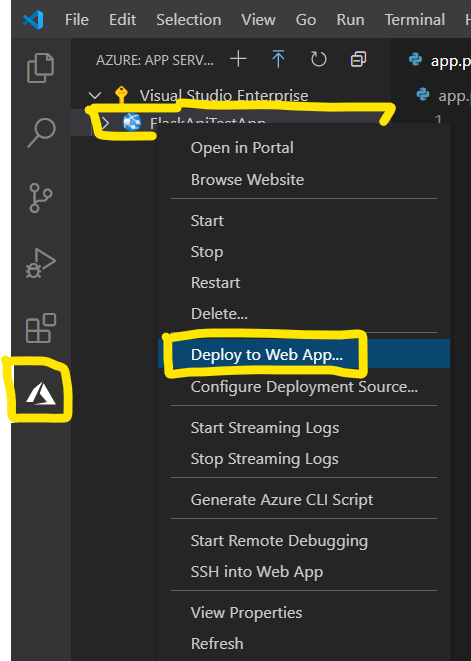 File Edit Selection View Go Run Terminal H
AZURE: APP SERV...
app.p
Visual Studio Enterprise
app.p
FlaskApiTestApp
1
Open in Portal
Browse Website
Start
Stop
Restart
Delete...
Deploy to Web App...
Configure Deployment Source...
Start Streaming Logs
Stop Streaming Logs
Generate Azure CLI Script
Start Remote Debugging
SSH into Web App
View Properties
Refresh